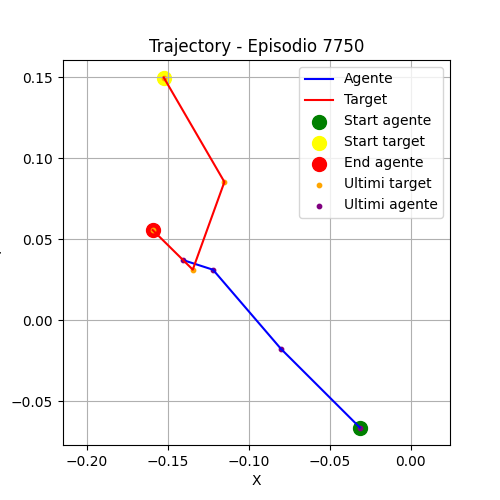 Trajectory - Episodio 7750
0.15
0.10
0.05
0.00
−0.05
−0.20
−0.15
−0.10
−0.05
0.00
X
Agente
Target
Start agente
Start target
End agente
Ultimi target
Ultimi agente